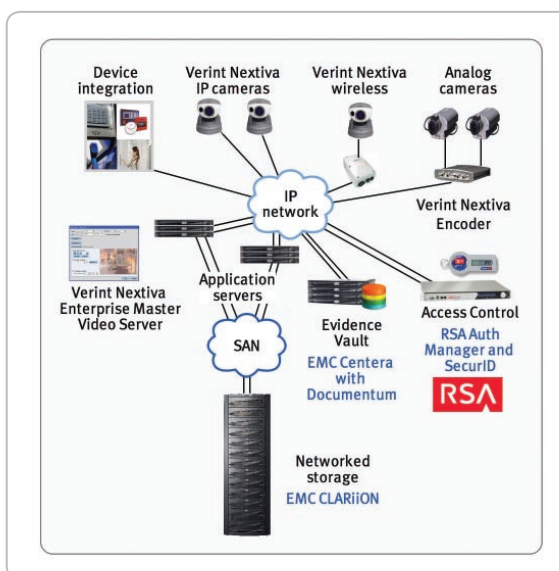 Device
integration
Verint Nextiva
IP cameras
Verint Nextiva
wireless
Analog
cameras
IP
network
Verint Nextiva
Encoder
Verint Nextiva
Enterprise Master
Video Server
Application
servers
SAN
Evidence
Vault
EMC Centera
with
Documentum
Access Control
RSA Auth
Manager and
SecurID
RSA
Networked
storage
EMC CLARiiON